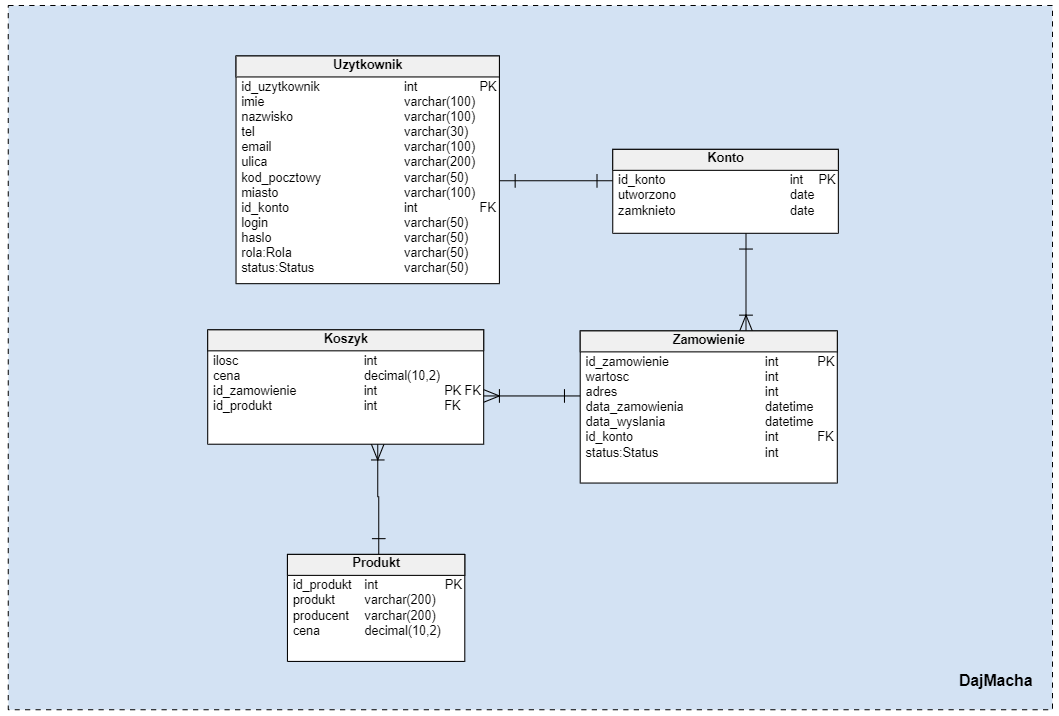 Uzytkownik
id_uzytkownik int PK
imie varchar(100)
nazwisko varchar(100)
tel varchar(30)
email varchar(100)
ulica varchar(200)
kod_pocztowy varchar(50)
miasto varchar(100)
id_konto int FK
login varchar(50)
haslo varchar(50)
rola:Rola varchar(50)
status:Status varchar(50)
Konto
id_konto int PK
utworzono date
zamknieto date
Koszyk
ilosc int
cena decimal(10,2)
id_zamowienie int PK FK
id_produkt int FK
Zamowienie
id_zamowienie int PK
wartosc int
adres int
data_zamowienia datetime
data_wyslania datetime
id_konto int FK
status:Status int
Produkt
id_produkt int PK
produkt varchar(200)
producent varchar(200)
cena decimal(10,2)
DajMacha